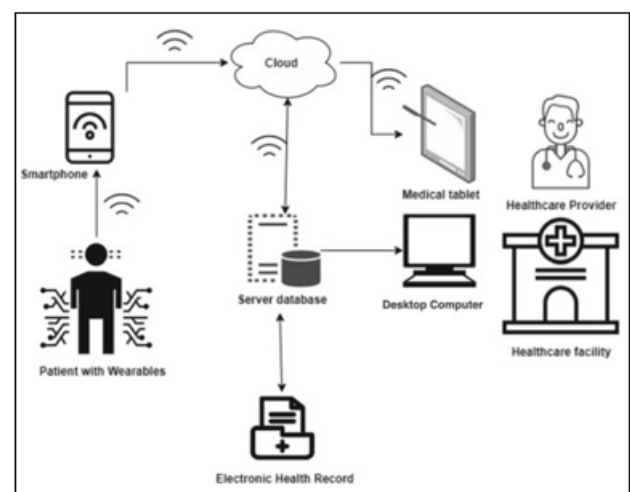 Cloud
Smartphone
Medical tablet
Healthcare Provider
Server database
Desktop Computer
Healthcare facility
Patient with Wearables
Electronic Health Record